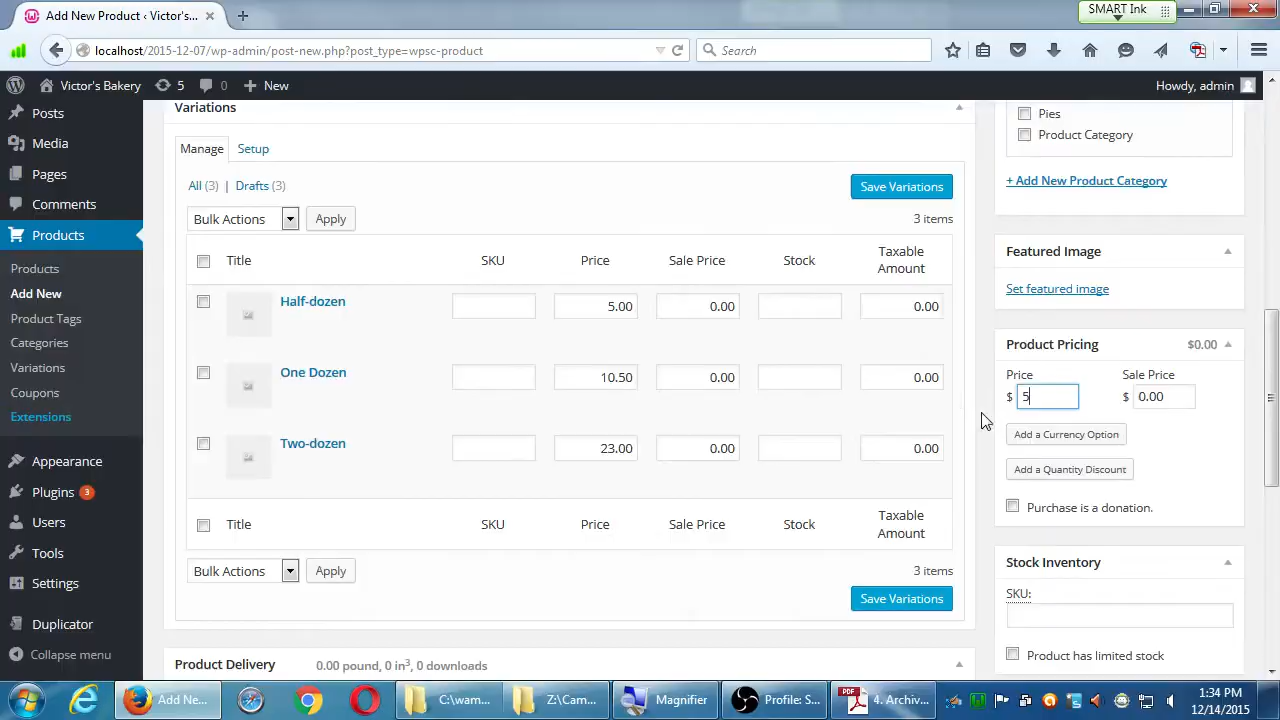 Add New Product ‹ Victor's...
SMART Ink
localhost/2015-12-07/wp-admin/post-new.php?post_type=wpsc-product
Search
Victor's Bakery
5
0
New
Howdy, admin
Posts
Media
Pages
Comments
Products
Products
Add New
Product Tags
Categories
Variations
Coupons
Extensions
Appearance
Plugins 3
Users
Tools
Settings
Duplicator
Collapse menu
Variations
Manage
Setup
All (3) | Drafts (3)
Save Variations
Bulk Actions
Apply
3 items
Title
SKU
Price
Sale Price
Stock
Taxable
Amount
Half-dozen
5.00
0.00
0.00
One Dozen
10.50
0.00
0.00
Two-dozen
23.00
0.00
0.00
Title
SKU
Price
Sale Price
Stock
Taxable
Amount
Bulk Actions
Apply
3 items
Save Variations
Product Delivery
0.00 pound, 0 in3, 0 downloads
Pies
Product Category
+ Add New Product Category
Featured Image
Set featured image
Product Pricing
$0.00
Price
Sale Price
$ 5
$ 0.00
Add a Currency Option
Add a Quantity Discount
Purchase is a donation.
Stock Inventory
SKU:
Product has limited stock
Add Ne...
C:\wam...
Z:\Cam...
Magnifier
Profile: S...
PDF
4. Archiv...
1:34 PM
12/14/2015